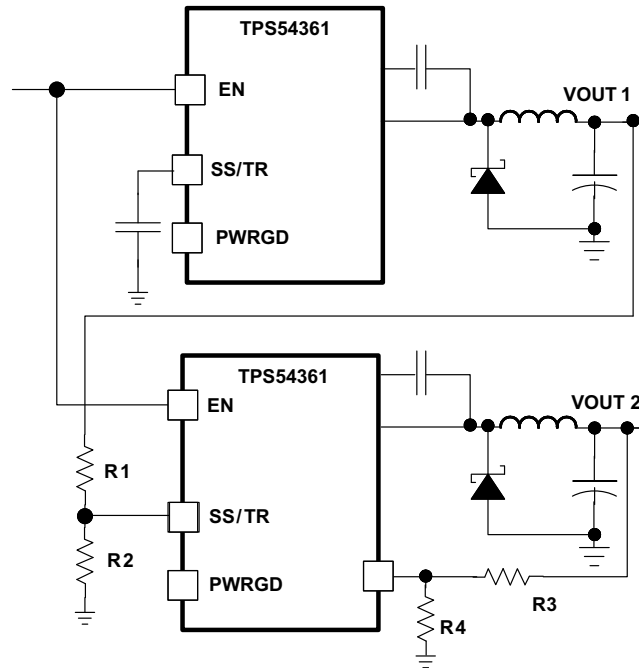 TPS54361
EN
VOUT 1
SS/TR
PWRGD
TPS54361
EN
VOUT 2
R1
SS/TR
R2
PWRGD
R3
R4